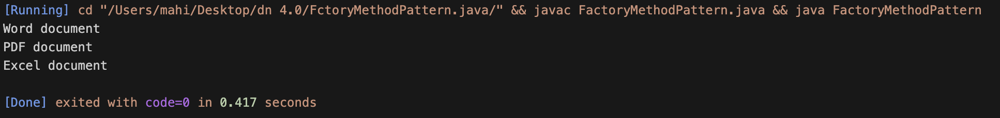 [Running] cd "/Users/mahi/Desktop/dn 4.0/FctoryMethodPattern.java/" && javac FactoryMethodPattern.java && java FactoryMethodPattern
Word document
PDF document
Excel document
[Done] exited with code=0 in 0.417 seconds